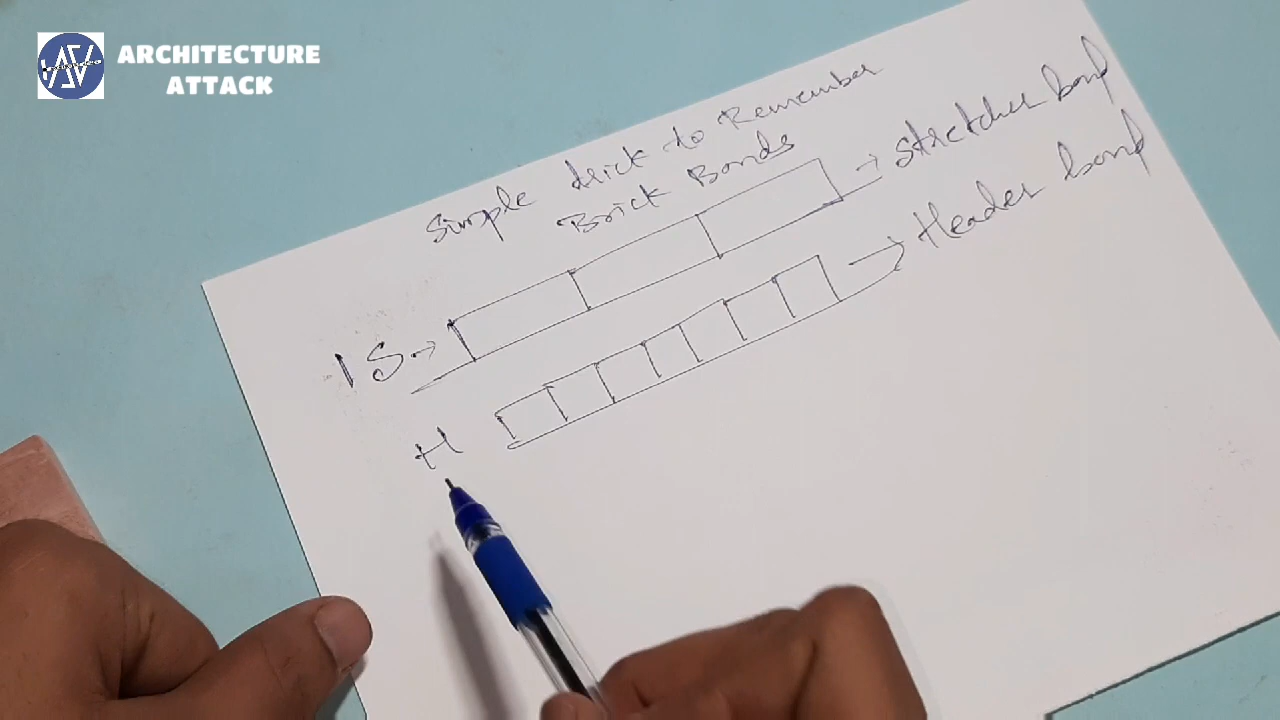 ARCHITECTURE
ATTACK
Simple trick to Remember
Brick Bonds
1 S → → Stretcher bond
H → Header bond